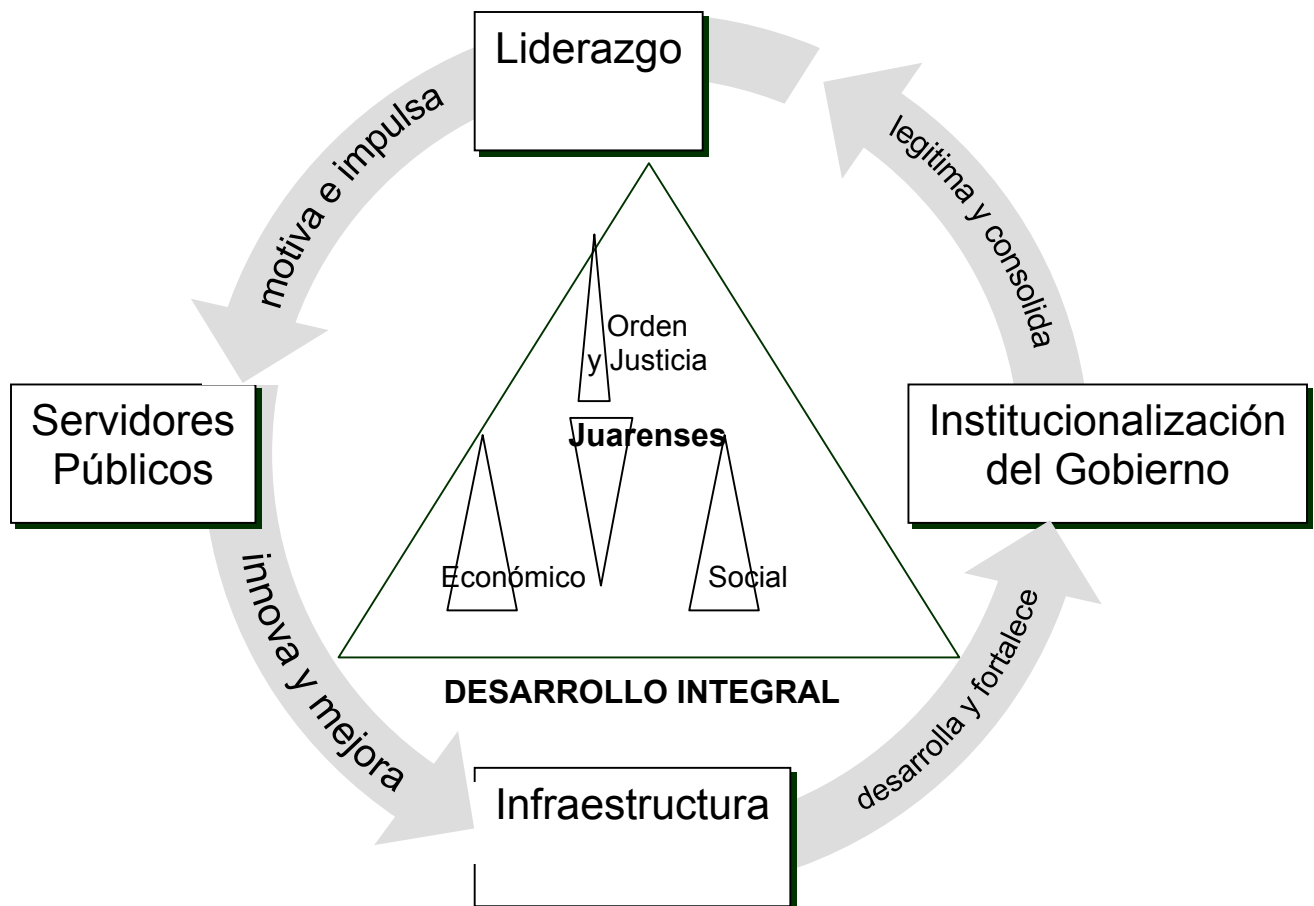 Liderazgo
motiva e impulsa
legitima y consolida
Orden
y Justicia
Servidores
Públicos
Juarenses
Institucionalización
del Gobierno
Económico
Social
innova y mejora
desarrolla y fortalece
DESARROLLO INTEGRAL
Infraestructura